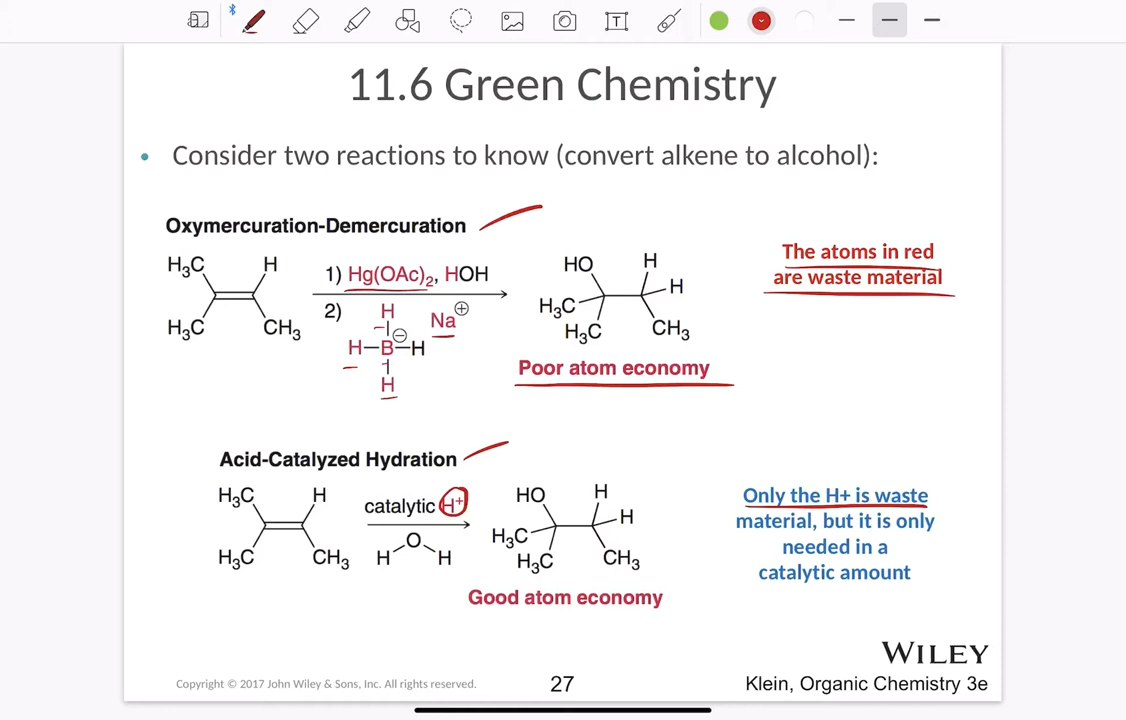 11.6 Green Chemistry
• Consider two reactions to know (convert alkene to alcohol):
Oxymercuration-Demercuration
H₃C H
H₃C CH₃
1) Hg(OAc)₂, HOH
2) H Na⊕
H–B⊖–H
H
HO H
H
H₃C
H₃C CH₃
Poor atom economy
The atoms in red
are waste material
Acid-Catalyzed Hydration
H₃C H
H₃C CH₃
catalytic H⁺
H O H
HO H
H
H₃C
H₃C CH₃
Good atom economy
Only the H+ is waste
material, but it is only
needed in a
catalytic amount
WILEY
Copyright © 2017 John Wiley & Sons, Inc. All rights reserved.
27
Klein, Organic Chemistry 3e